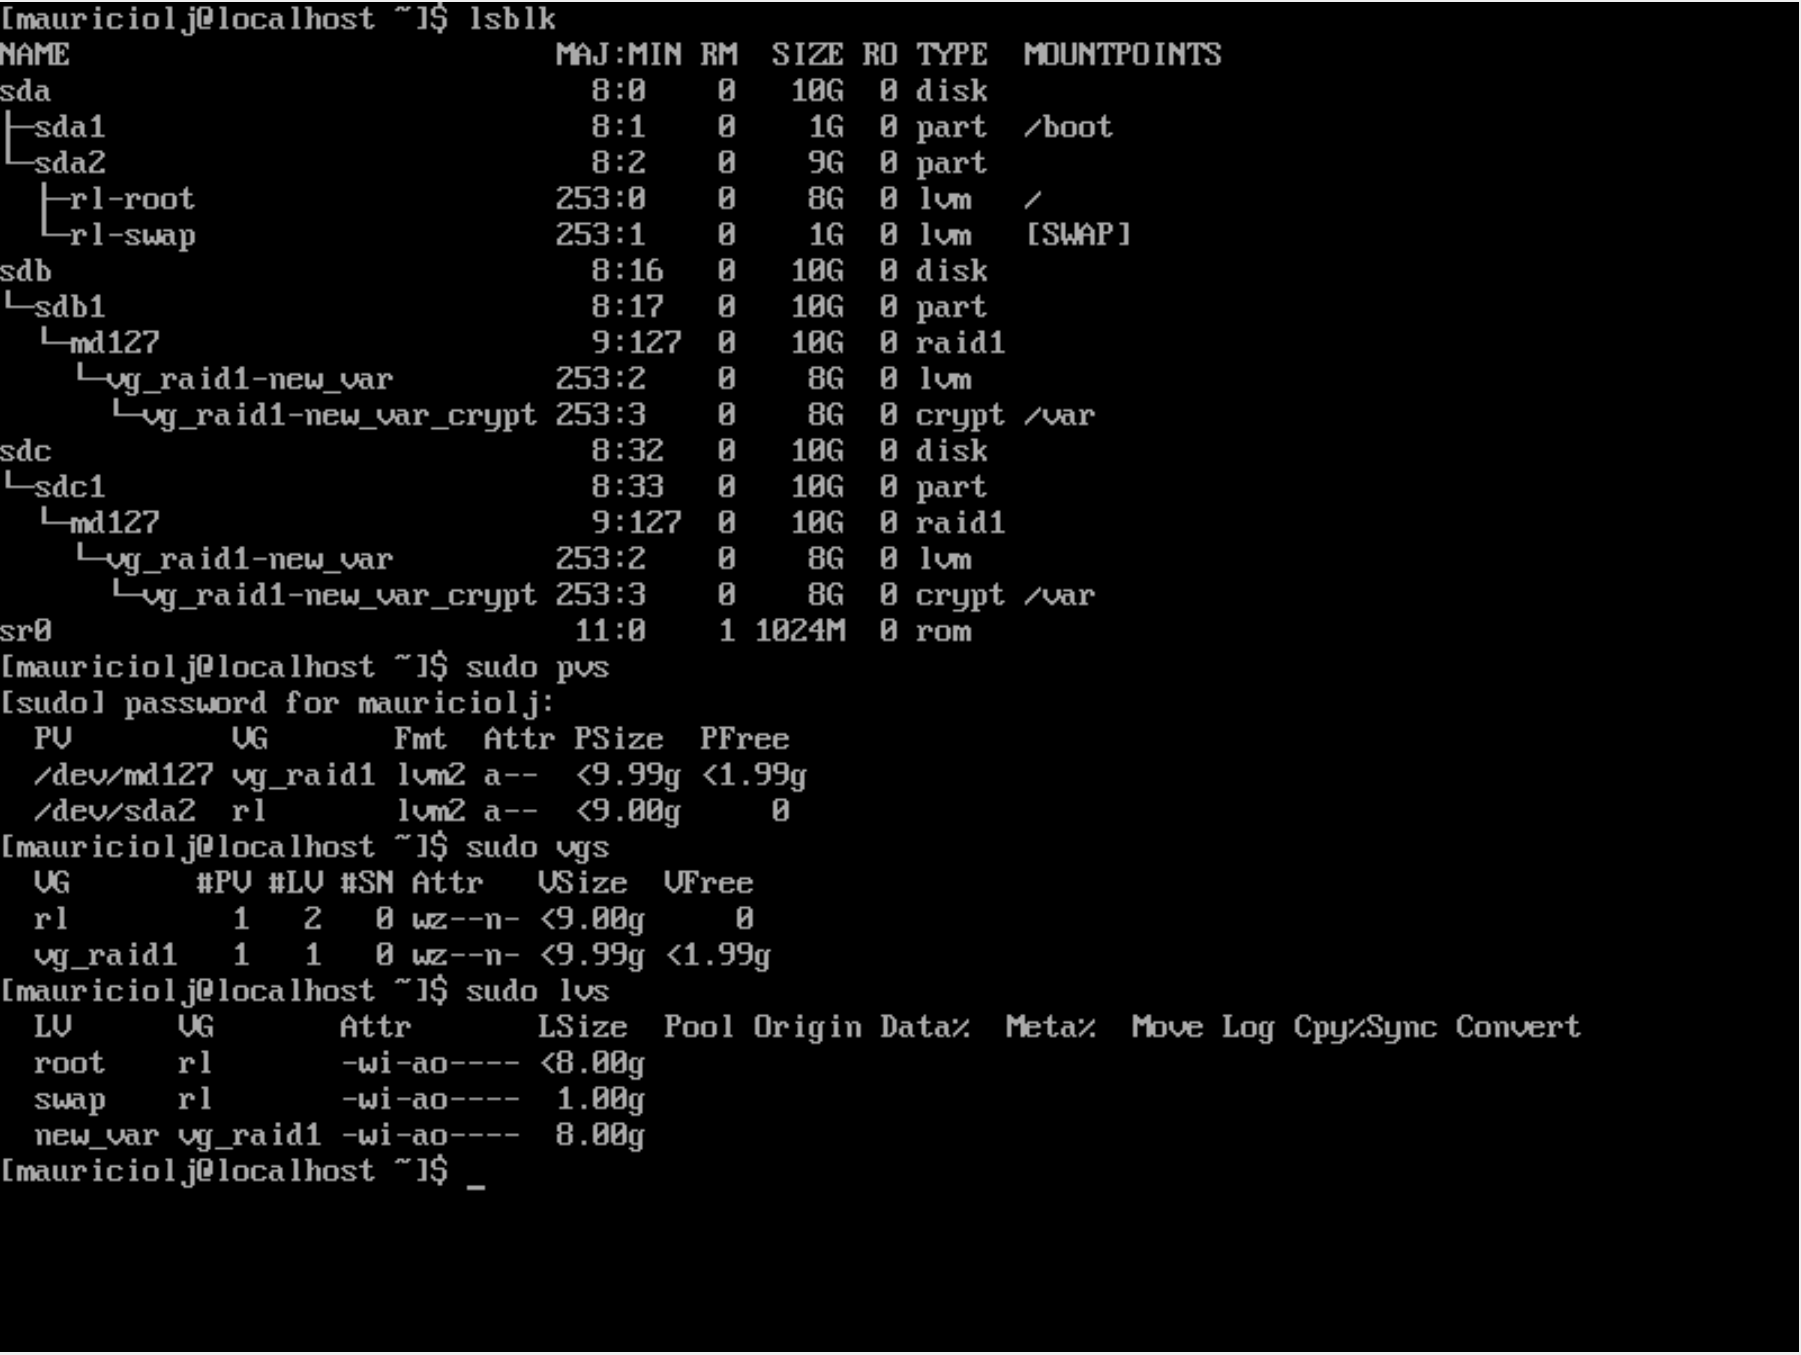 [mauriciolj@localhost ~]$ lsblk
NAME                           MAJ:MIN RM  SIZE RO TYPE  MOUNTPOINTS
sda                              8:0    0   10G  0 disk
├─sda1                           8:1    0    1G  0 part  /boot
└─sda2                           8:2    0    9G  0 part
  ├─rl-root                    253:0    0    8G  0 lvm   /
  └─rl-swap                    253:1    0    1G  0 lvm   [SWAP]
sdb                              8:16   0   10G  0 disk
└─sdb1                           8:17   0   10G  0 part
  └─md127                        9:127  0   10G  0 raid1
    └─vg_raid1-new_var         253:2    0    8G  0 lvm
      └─vg_raid1-new_var_crypt 253:3    0    8G  0 crypt /var
sdc                              8:32   0   10G  0 disk
└─sdc1                           8:33   0   10G  0 part
  └─md127                        9:127  0   10G  0 raid1
    └─vg_raid1-new_var         253:2    0    8G  0 lvm
      └─vg_raid1-new_var_crypt 253:3    0    8G  0 crypt /var
sr0                             11:0    1 1024M  0 rom
[mauriciolj@localhost ~]$ sudo pvs
[sudo] password for mauriciolj:
  PV         VG       Fmt  Attr PSize  PFree
  /dev/md127 vg_raid1 lvm2 a--  <9.99g <1.99g
  /dev/sda2  rl       lvm2 a--  <9.00g     0
[mauriciolj@localhost ~]$ sudo vgs
  VG       #PV #LV #SN Attr   VSize  VFree
  rl         1   2   0 wz--n- <9.00g     0
  vg_raid1   1   1   0 wz--n- <9.99g <1.99g
[mauriciolj@localhost ~]$ sudo lvs
  LV      VG       Attr       LSize  Pool Origin Data%  Meta%  Move Log Cpy%Sync Convert
  root    rl       -wi-ao---- <8.00g
  swap    rl       -wi-ao----  1.00g
  new_var vg_raid1 -wi-ao----  8.00g
[mauriciolj@localhost ~]$ _